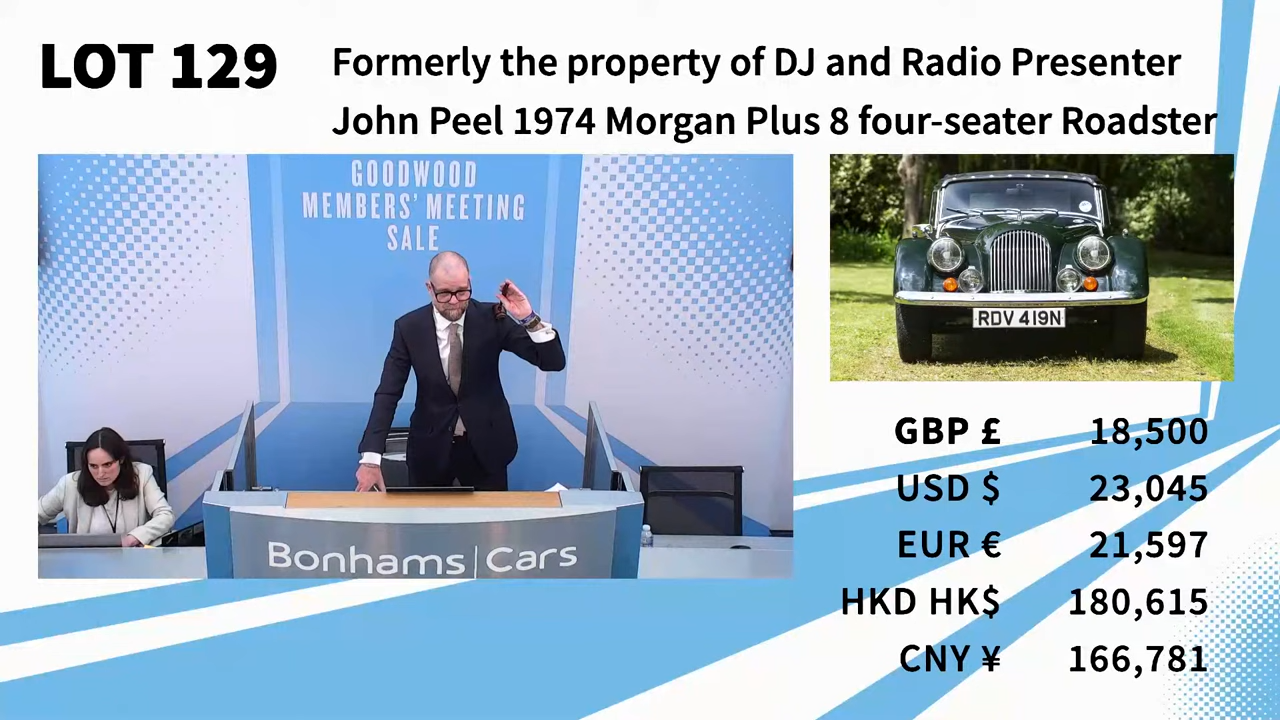 LOT 129
Formerly the property of DJ and Radio Presenter
John Peel 1974 Morgan Plus 8 four-seater Roadster
GOODWOOD
MEMBERS' MEETING
SALE
Bonhams|Cars
RDV 419N
GBP £ 18,500
USD $ 23,045
EUR € 21,597
HKD HK$ 180,615
CNY ¥ 166,781